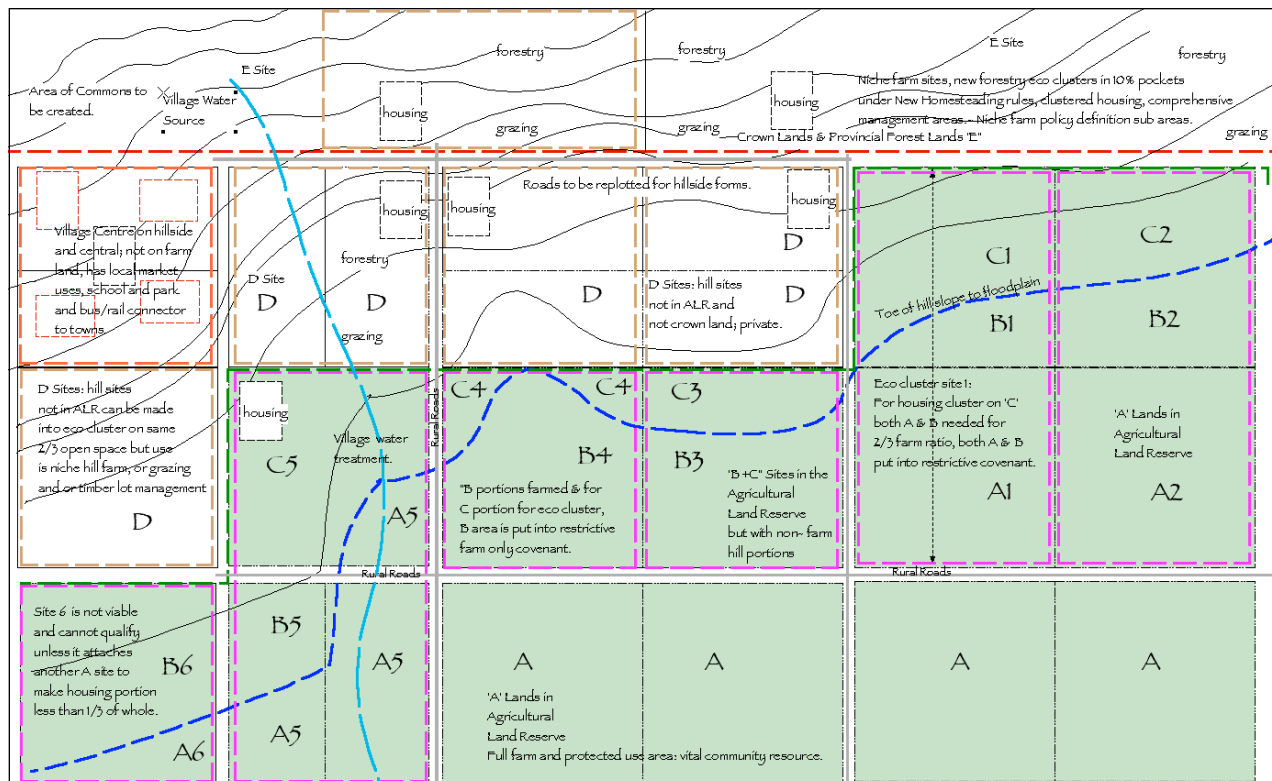 forestry
forestry
E Site
forestry
E Site
Area of Commons to
be created.
Village Water
Source
housing
housing
Niche farm sites, new forestry eco clusters in 10% pockets
under New Homesteading rules, clustered housing, comprehensive
management areas. - Niche farm policy definition sub areas.
grazing
grazing
Crown Lands & Provincial Forest Lands "E"
grazing
Village Centre on hillside
and central; not on farm
land, has local market
uses, school and park
and bus/rail connector
to towns.
housing
forestry
D Site
D
D
grazing
Roads to be replotted for hillside forms.
housing
housing
D
D
D Sites: hill sites
not in ALR and
not crown land; private.
D
C1
C2
Toe of hill slope to floodplain
B1
B2
D Sites: hill sites
not in ALR can be made
into eco cluster on same
2/3 open space but use
is niche hill farm, or grazing
and or timber lot management
D
housing
C5
Village water
treatment.
A5
Rural Roads
C4
C4
C3
B4
B3
"B portions farmed & for
C portion for eco cluster,
B area is put into restrictive
farm only covenant.
'B +C" Sites in the
Agricultural
Land Reserve
but with non- farm
hill portions
Eco cluster site 1:
For housing cluster on 'C'
both A & B needed for
2/3 farm ratio, both A & B
put into restrictive covenant.
A1
'A' Lands in
Agricultural
Land Reserve
A2
Rural Roads
Rural Roads
Site 6 is not viable
and cannot qualify
unless it attaches
another A site to
make housing portion
less than 1/3 of whole.
B6
A6
B5
A5
A5
A
A
'A' Lands in
Agricultural
Land Reserve
Full farm and protected use area: vital community resource.
A
A